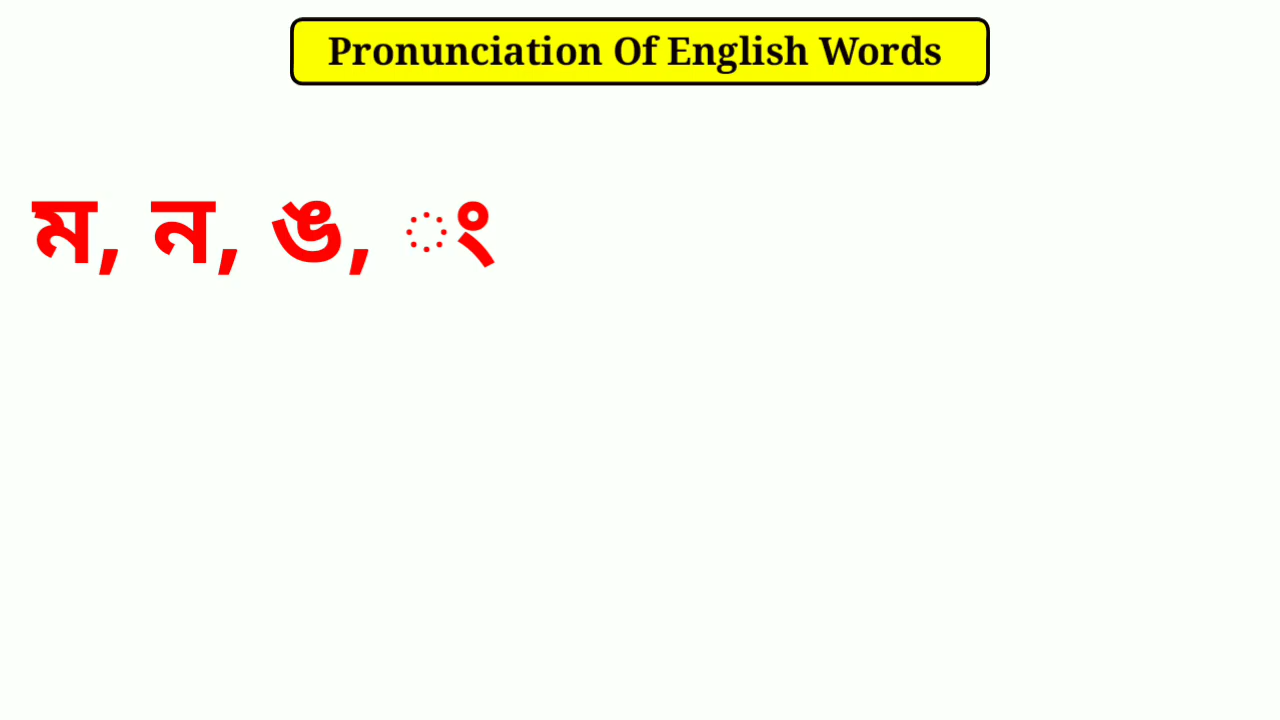 Pronunciation Of English Words
ম, ন, ঙ, ং